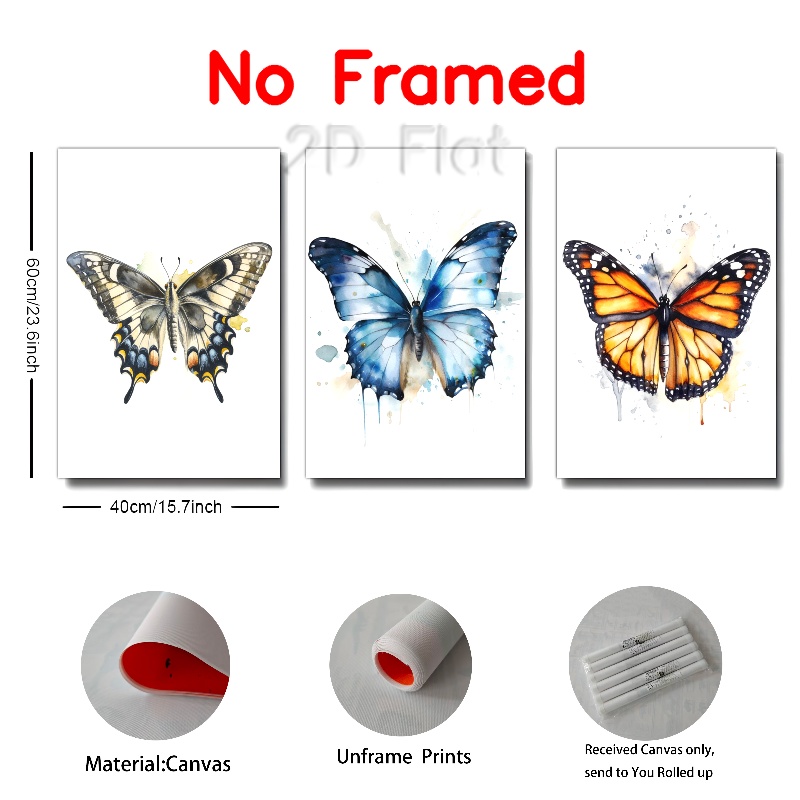 No Framed
2D Flat
60cm/23.6inch
40cm/15.7inch
Material:Canvas
Unframe Prints
Received Canvas only,
send to You Rolled up